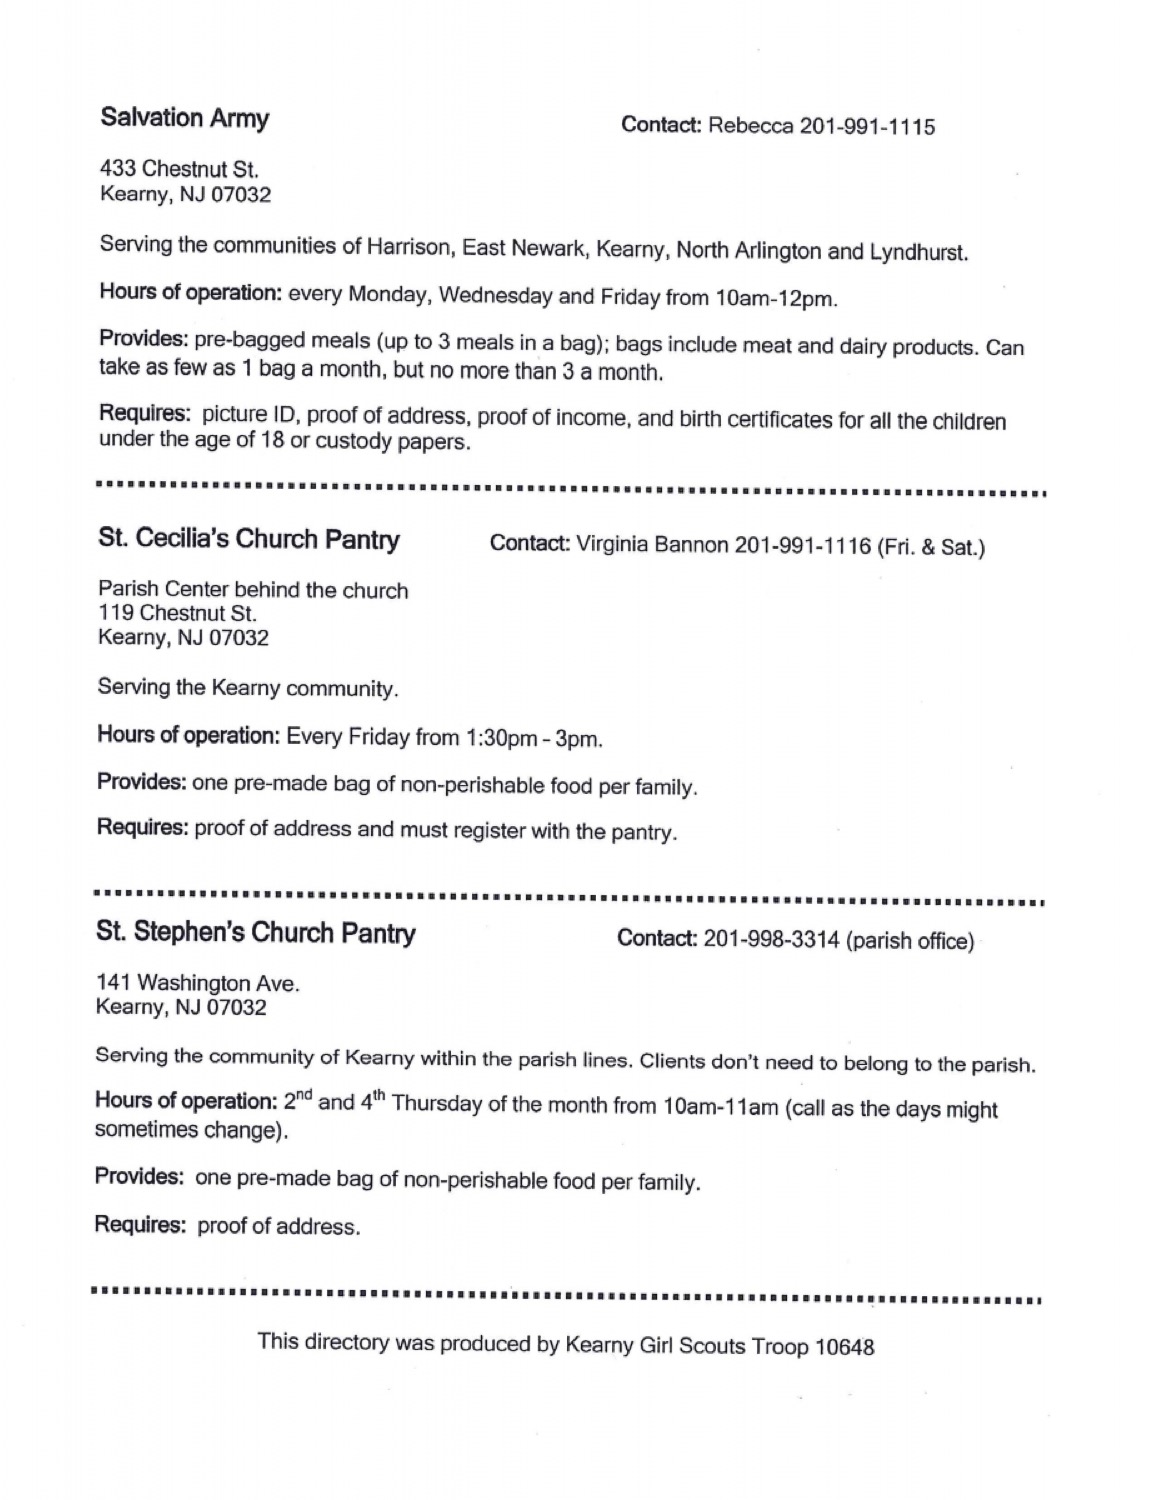 Salvation Army
Contact: Rebecca 201-991-1115
433 Chestnut St.
Kearny, NJ 07032
Serving the communities of Harrison, East Newark, Kearny, North Arlington and Lyndhurst.
Hours of operation: every Monday, Wednesday and Friday from 10am-12pm.
Provides: pre-bagged meals (up to 3 meals in a bag); bags include meat and dairy products. Can
take as few as 1 bag a month, but no more than 3 a month.
Requires: picture ID, proof of address, proof of income, and birth certificates for all the children
under the age of 18 or custody papers.
St. Cecilia's Church Pantry
Contact: Virginia Bannon 201-991-1116 (Fri. & Sat.)
Parish Center behind the church
119 Chestnut St.
Kearny, NJ 07032
Serving the Kearny community.
Hours of operation: Every Friday from 1:30pm - 3pm.
Provides: one pre-made bag of non-perishable food per family.
Requires: proof of address and must register with the pantry.
St. Stephen's Church Pantry
Contact: 201-998-3314 (parish office)
141 Washington Ave.
Kearny, NJ 07032
Serving the community of Kearny within the parish lines. Clients don't need to belong to the parish.
Hours of operation: 2nd and 4th Thursday of the month from 10am-11am (call as the days might
sometimes change).
Provides: one pre-made bag of non-perishable food per family.
Requires: proof of address.
This directory was produced by Kearny Girl Scouts Troop 10648